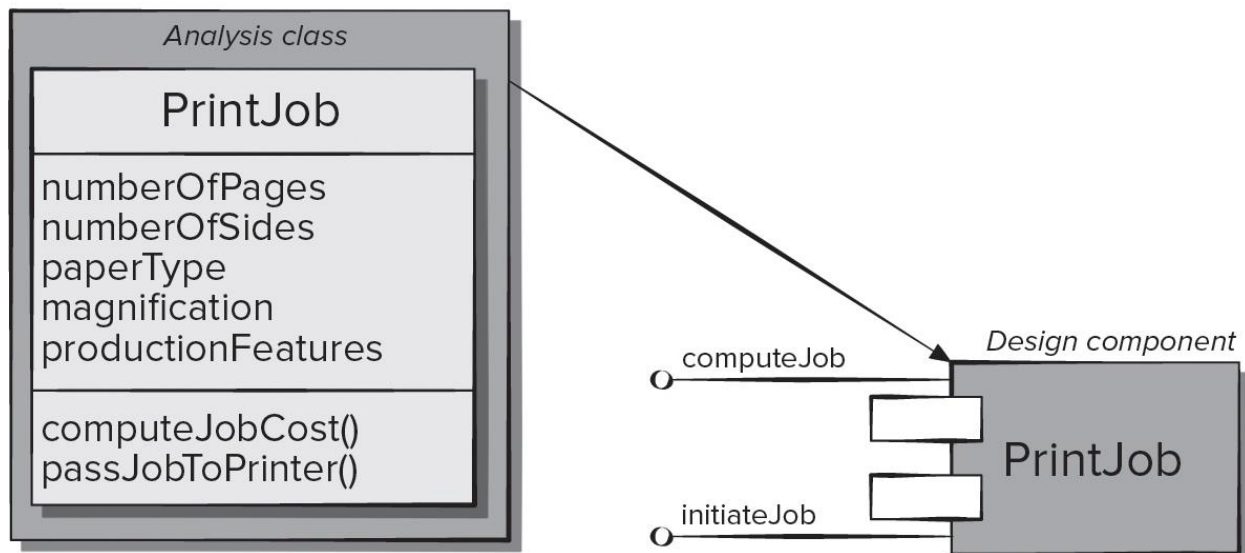 Analysis class
PrintJob
numberOfPages
numberOfSides
paperType
magnification
productionFeatures
computeJobCost()
passJobToPrinter()
Design component
computeJob
PrintJob
initiateJob